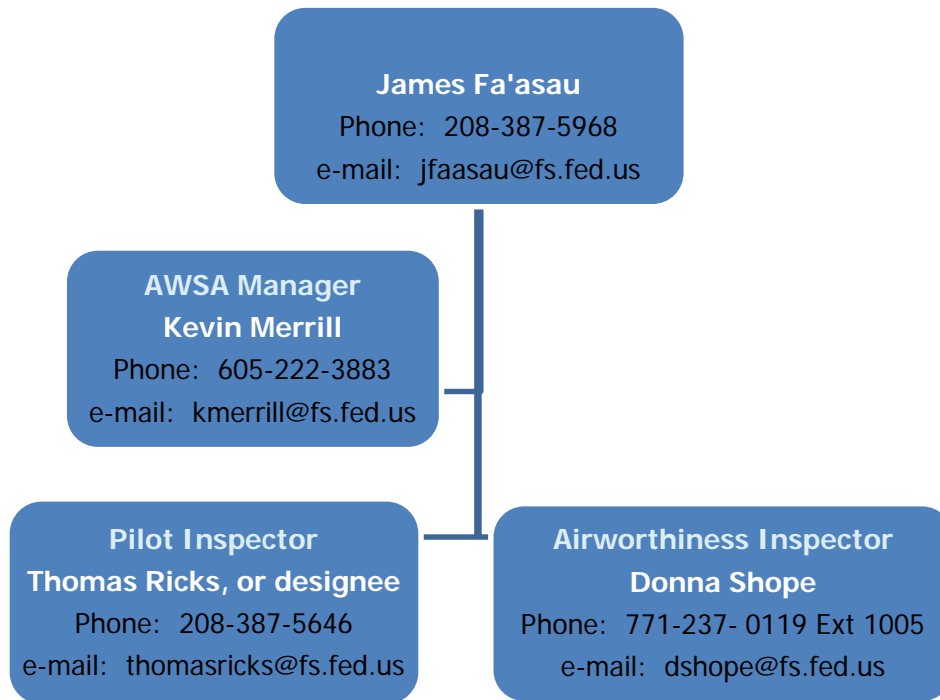 James Fa'asau
Phone: 208-387-5968
e-mail: jfaasau@fs.fed.us
AWSA Manager
Kevin Merrill
Phone: 605-222-3883
e-mail: kmerrill@fs.fed.us
Pilot Inspector
Thomas Ricks, or designee
Phone: 208-387-5646
e-mail: thomasricks@fs.fed.us
Airworthiness Inspector
Donna Shope
Phone: 771-237- 0119 Ext 1005
e-mail: dshope@fs.fed.us